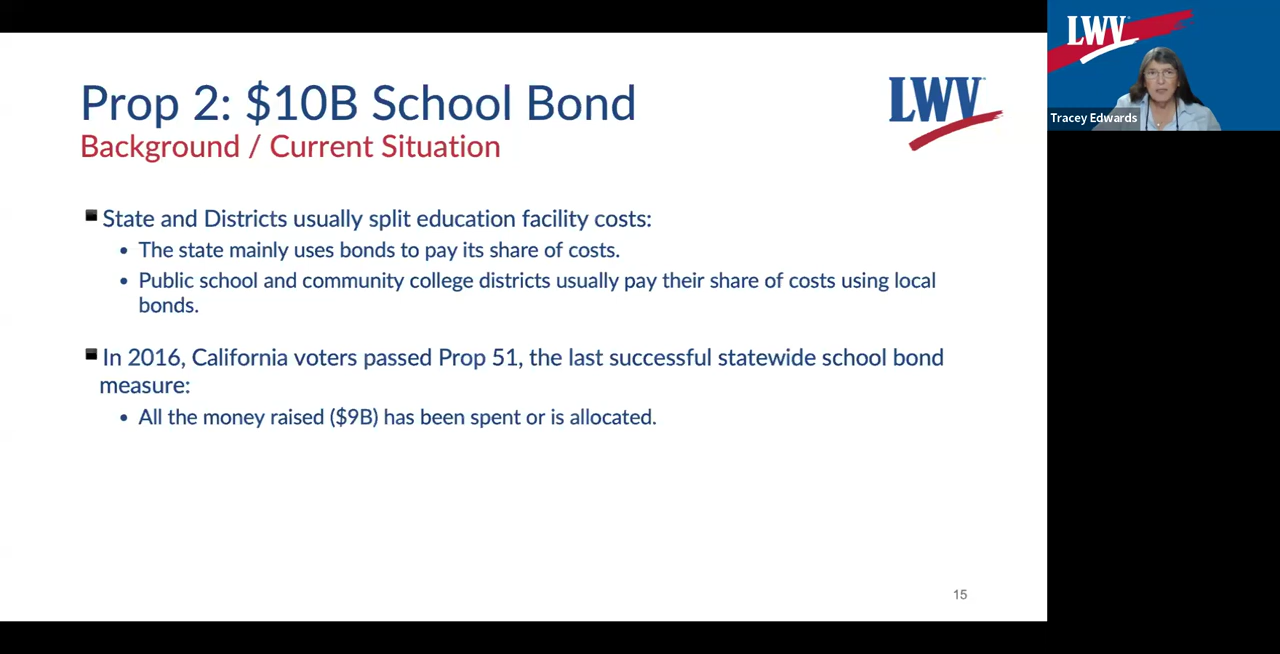 Prop 2: $10B School Bond
Background / Current Situation
LWV
State and Districts usually split education facility costs:
• The state mainly uses bonds to pay its share of costs.
• Public school and community college districts usually pay their share of costs using local
bonds.
In 2016, California voters passed Prop 51, the last successful statewide school bond
measure:
• All the money raised ($9B) has been spent or is allocated.
15
LWV
Tracey Edwards